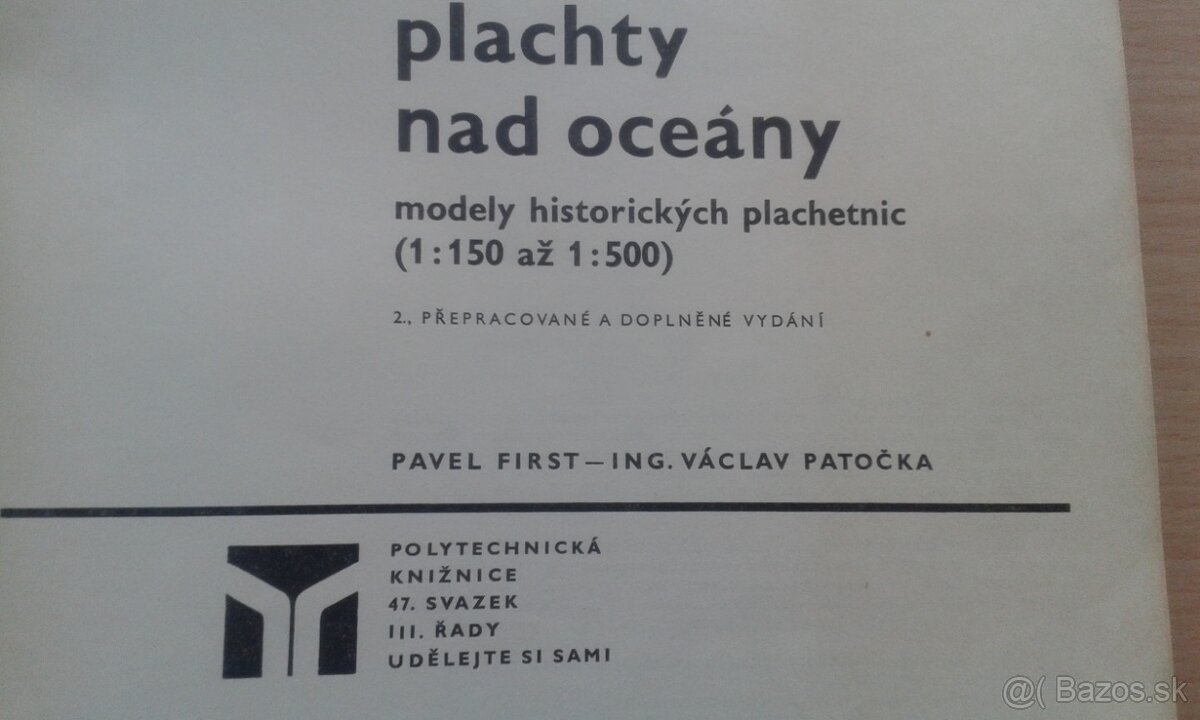 plachty
nad oceány
modely historických plachetnic
(1:150 až 1:500)
2., PŘEPRACOVANÉ A DOPLNĚNÉ VYDÁNÍ
PAVEL FIRST—ING. VÁCLAV PATOČKA
POLYTECHNICKÁ
KNIŽNICE
47. SVAZEK
III. ŘADY
UDĚLEJTE SI SAMI
@( Bazos.sk